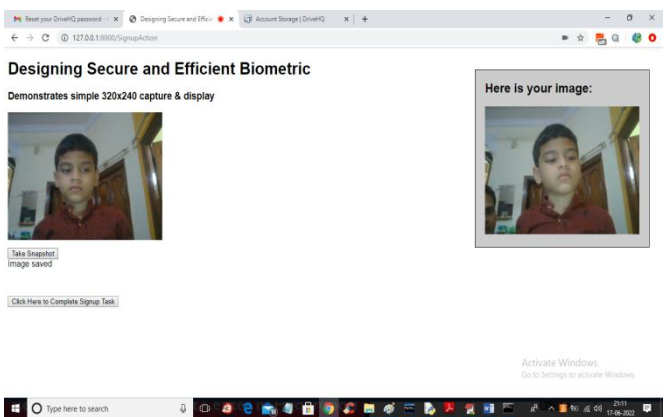 Reset your DriveHQ password -
Designing Secure and Efficie
Account Storage | DriveHQ
127.0.0.1:8000/SignupAction
Designing Secure and Efficient Biometric
Demonstrates simple 320x240 capture & display
Take Snapshot
Image saved
Click Here to Complete Signup Task
Here is your image:
Activate Windows
Go to Settings to activate Windows.
Type here to search
21:11
17-06-2022